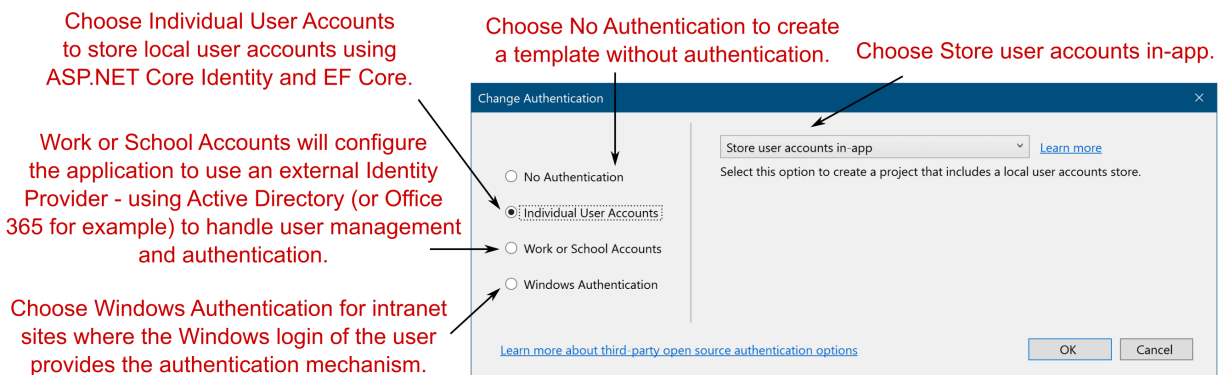 Choose Individual User Accounts
to store local user accounts using
ASP.NET Core Identity and EF Core.
Choose No Authentication to create
a template without authentication.
Choose Store user accounts in-app.
Work or School Accounts will configure
the application to use an external Identity
Provider - using Active Directory (or Office
365 for example) to handle user management
and authentication.
Choose Windows Authentication for intranet
sites where the Windows login of the user
provides the authentication mechanism.
Change Authentication
No Authentication
Individual User Accounts
Work or School Accounts
Windows Authentication
Store user accounts in-app
Learn more
Select this option to create a project that includes a local user accounts store.
Learn more about third-party open source authentication options
OK
Cancel